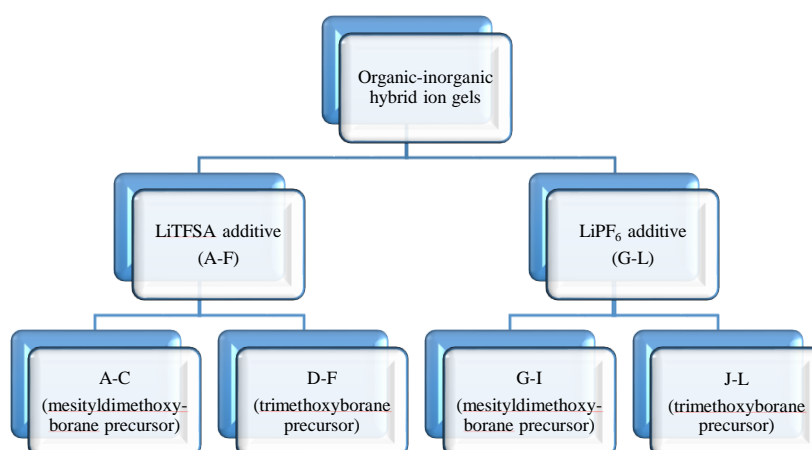 Organic-inorganic
hybrid ion gels
LiTFSA additive
(A-F)
LiPF₆ additive
(G-L)
A-C
(mesityldimethoxy-
borane precursor)
D-F
(trimethoxyborane
precursor)
G-I
(mesityldimethoxy-
borane precursor)
J-L
(trimethoxyborane
precursor)